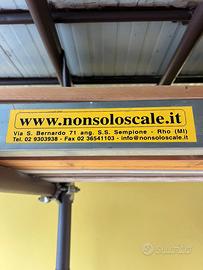 www.nonsoloscale.it
Via S. Bernardo 71 ang. S.S. Sempione - Rho (MI)
Tel. 02 9303938 - Fax 02 36541103 - info@nonsoloscale.it
subito